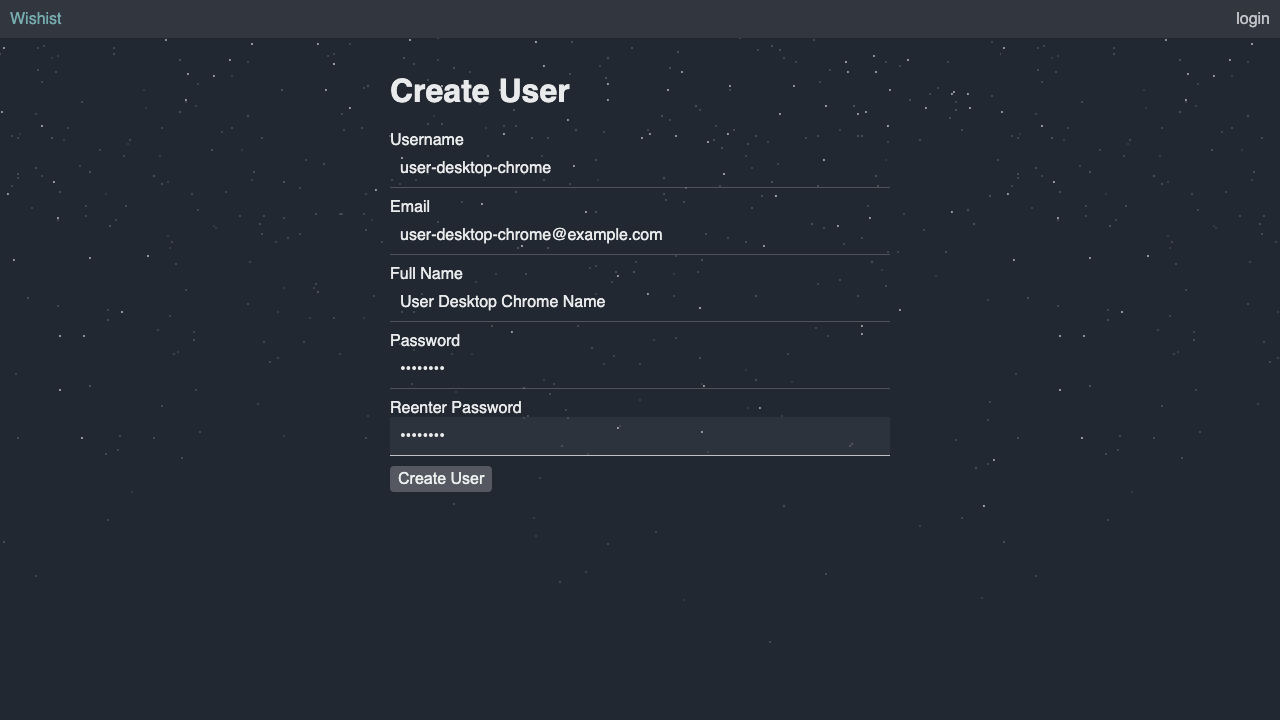 Wishist
login
Create User
Username
user-desktop-chrome
Email
user-desktop-chrome@example.com
Full Name
User Desktop Chrome Name
Password
••••••••
Reenter Password
••••••••
Create User